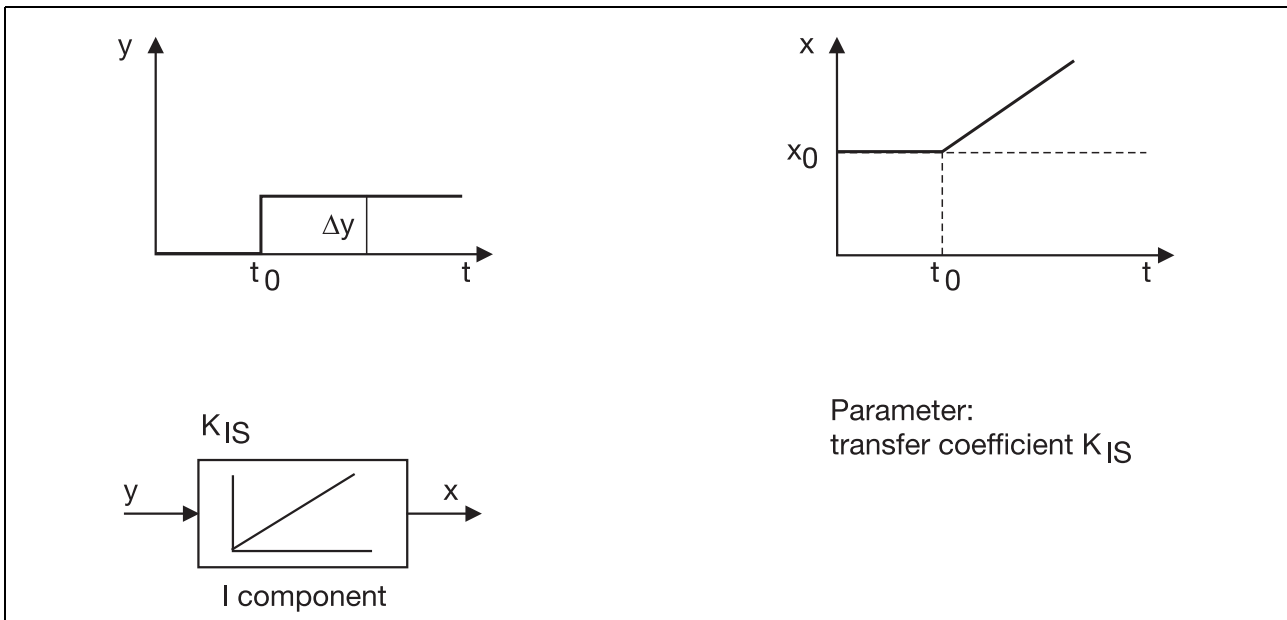 y
Δy
t0
t
x
x0
t0
t
KIS
y
x
I component
Parameter:
transfer coefficient KIS